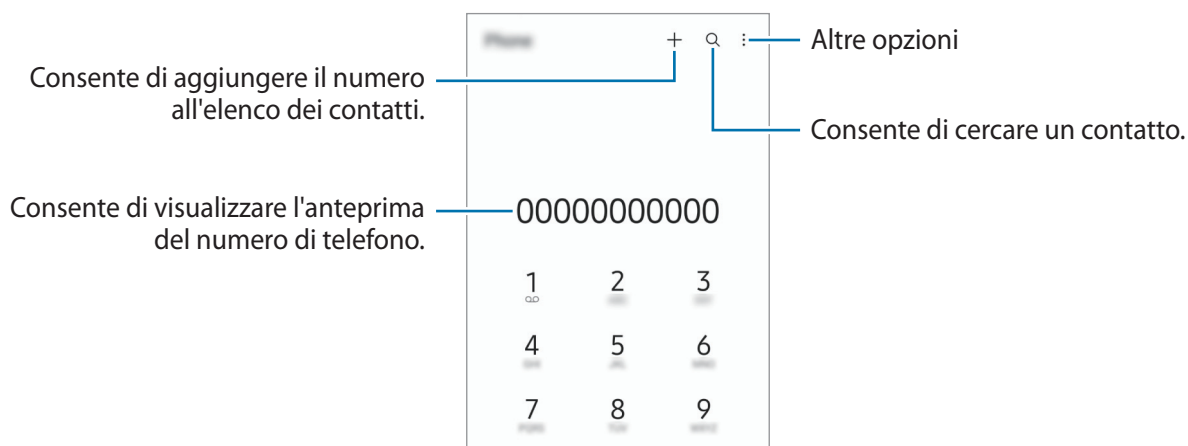 Altre opzioni
Consente di aggiungere il numero
all'elenco dei contatti.
Consente di cercare un contatto.
Consente di visualizzare l'anteprima
del numero di telefono.
00000000000
1 2 3
4 5 6
7 8 9